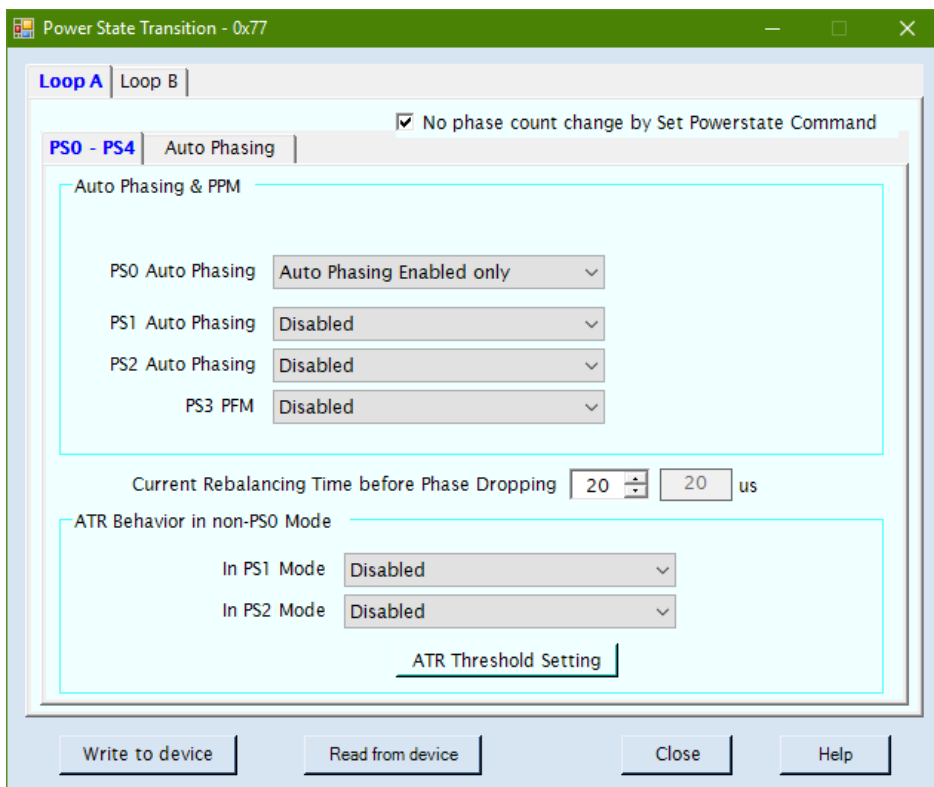 Power State Transition - 0x77
Loop A Loop B
No phase count change by Set Powerstate Command
PS0 - PS4 Auto Phasing
Auto Phasing & PPM
PS0 Auto Phasing Auto Phasing Enabled only
PS1 Auto Phasing Disabled
PS2 Auto Phasing Disabled
PS3 PFM Disabled
Current Rebalancing Time before Phase Dropping 20 20 us
ATR Behavior in non-PS0 Mode
In PS1 Mode Disabled
In PS2 Mode Disabled
ATR Threshold Setting
Write to device Read from device Close Help